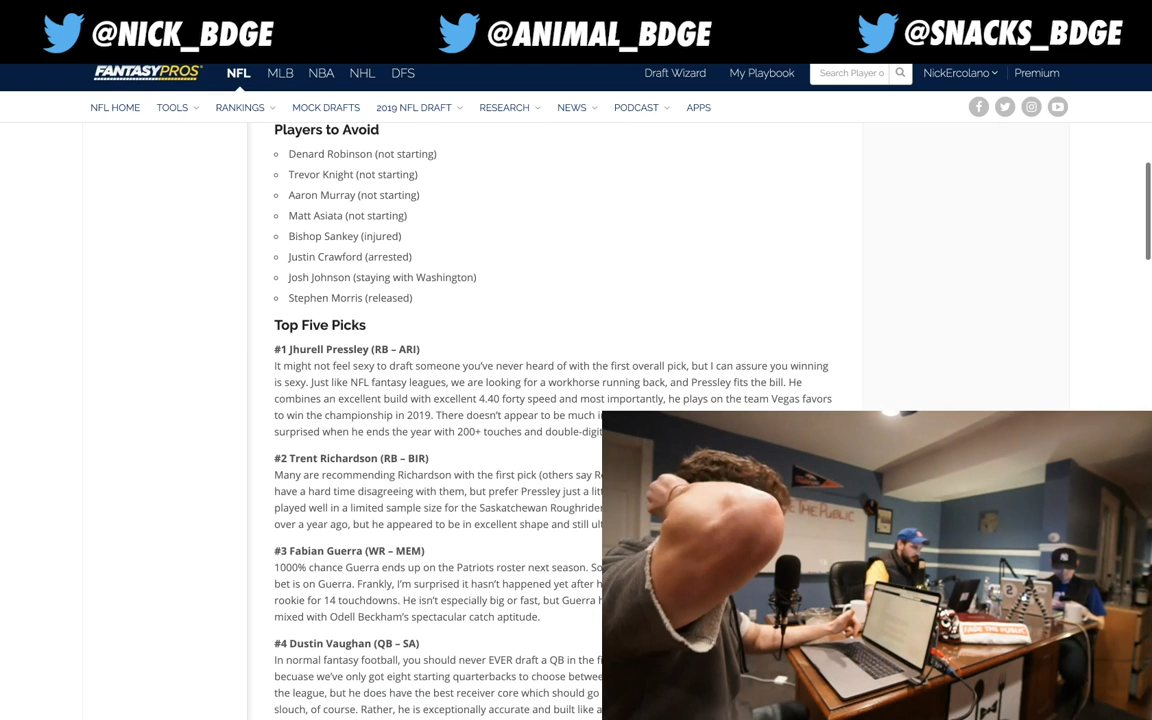 @NICK_BDGE @ANIMAL_BDGE @SNACKS_BDGE
FANTASYPROS NFL MLB NBA NHL DFS Draft Wizard My Playbook Search Player o NickErcolano Premium
NFL HOME TOOLS RANKINGS MOCK DRAFTS 2019 NFL DRAFT RESEARCH NEWS PODCAST APPS
Players to Avoid
Denard Robinson (not starting)
Trevor Knight (not starting)
Aaron Murray (not starting)
Matt Asiata (not starting)
Bishop Sankey (injured)
Justin Crawford (arrested)
Josh Johnson (staying with Washington)
Stephen Morris (released)
Top Five Picks
#1 Jhurell Pressley (RB – ARI)
It might not feel sexy to draft someone you’ve never heard of with the first overall pick, but I can assure you winning
is sexy. Just like NFL fantasy leagues, we are looking for a workhorse running back, and Pressley fits the bill. He
combines an excellent build with excellent 4.40 forty speed and most importantly, he plays on the team Vegas favors
to win the championship in 2019. There doesn’t appear to be much i
surprised when he ends the year with 200+ touches and double-digit
#2 Trent Richardson (RB – BIR)
Many are recommending Richardson with the first pick (others say R
have a hard time disagreeing with them, but prefer Pressley just a lit
played well in a limited sample size for the Saskatchewan Roughrider
over a year ago, but he appeared to be in excellent shape and still ul
#3 Fabian Guerra (WR – MEM)
1000% chance Guerra ends up on the Patriots roster next season. So
bet is on Guerra. Frankly, I’m surprised it hasn’t happened yet after h
rookie for 14 touchdowns. He isn’t especially big or fast, but Guerra h
mixed with Odell Beckham’s spectacular catch aptitude.
#4 Dustin Vaughan (QB – SA)
In normal fantasy football, you should never EVER draft a QB in the fi
becuase we’ve only got eight starting quarterbacks to choose betwee
the league, but he does have the best receiver core which should go
slouch, of course. Rather, he is exceptionally accurate and built like a
THE PUBLIC
FADE THE PUBLIC